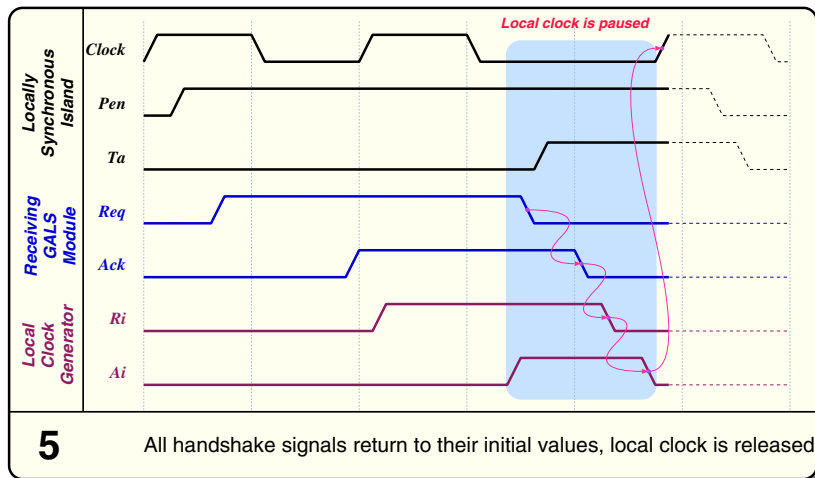 Local clock is paused
Locally
Synchronous
Island
Clock
Pen
Ta
Receiving
GALS
Module
Req
Ack
Local
Clock
Generator
Ri
Ai
5
All handshake signals return to their initial values, local clock is released